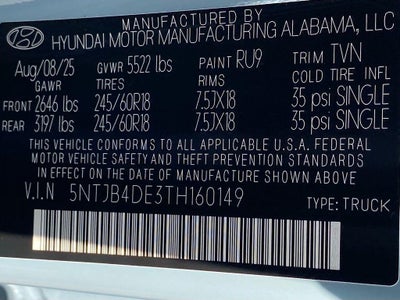 MANUFACTURED BY
HYUNDAI MOTOR MANUFACTURING ALABAMA, LLC
Aug/08/25 GVWR 5522 lbs PAINT RU9 TRIM TVN
GAWR TIRES RIMS COLD TIRE INFL
FRONT 2646 lbs 245/60R18 7.5JX18 35 psi SINGLE
REAR 3197 lbs 245/60R18 7.5JX18 35 psi SINGLE
THIS VEHICLE CONFORMS TO ALL APPLICABLE U.S.A. FEDERAL
MOTOR VEHICLE SAFETY AND THEFT PREVENTION STANDARDS
IN EFFECT ON THE DATE OF MANUFACTURE SHOWN ABOVE.
V.I.N 5NTJB4DE3TH160149 TYPE: TRUCK